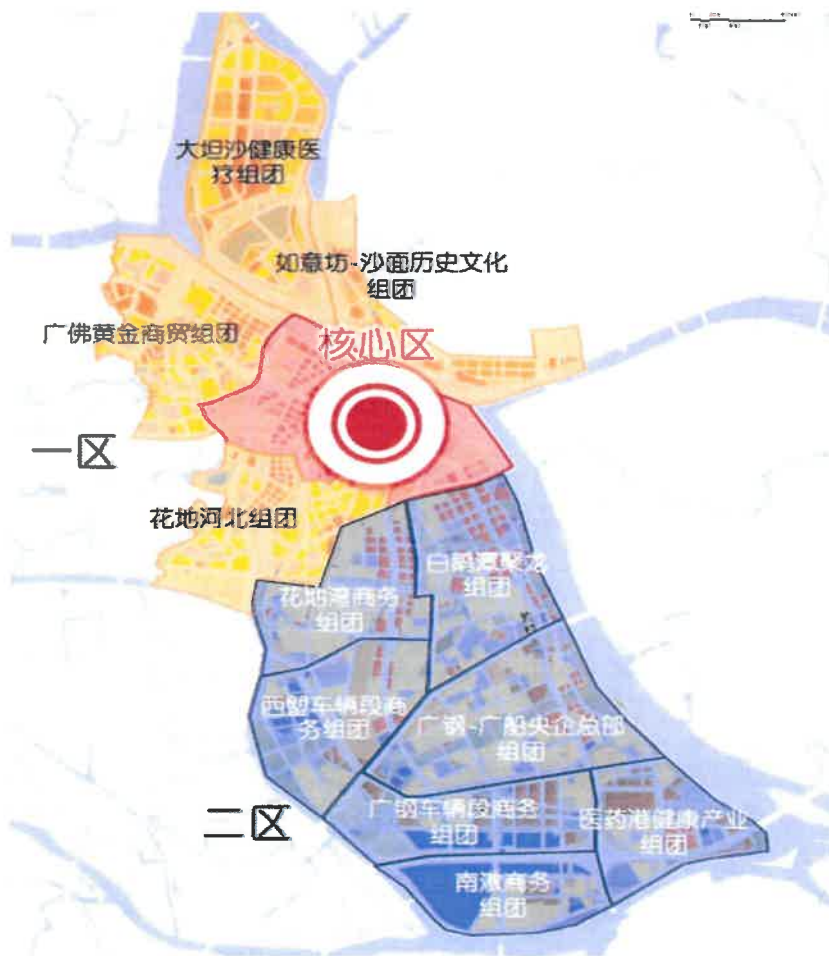 大坦沙健康医
疗组团
如意坊-沙面历史文化
组团
广佛黄金商贸组团
核心区
一区
花地河北组团
白鹅潭聚龙
组团
花地湾商务
组团
西塱车辆段商
务组团
广钢-广船央企总部
组团
二区
广钢车辆段商务
组团
医药港健康产业
组团
南漖商务
组团